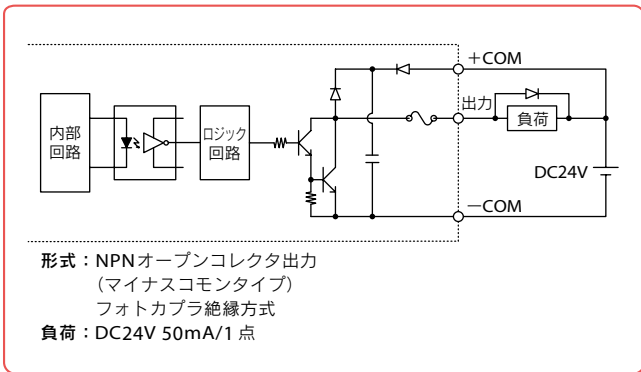 +COM
出力
内部
回路
ロジック
回路
負荷
DC24V
－COM
形式：NPNオープンコレクタ出力
（マイナスコモンタイプ）
フォトカプラ絶縁方式
負荷：DC24V 50mA/1点